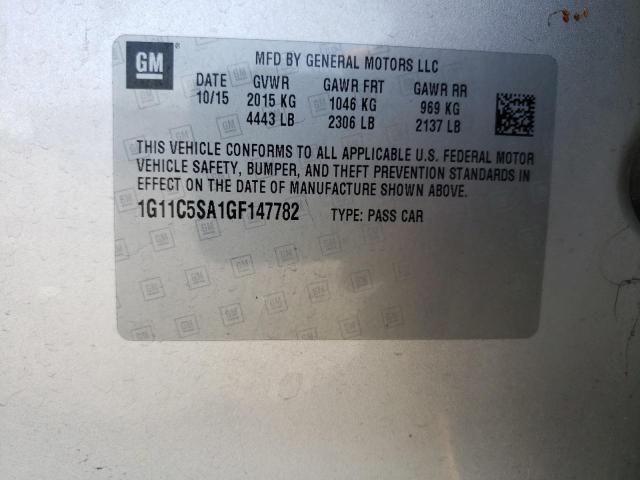 GM
MFD BY GENERAL MOTORS LLC
DATE GVWR GAWR FRT GAWR RR
10/15 2015 KG 1046 KG 969 KG
4443 LB 2306 LB 2137 LB
THIS VEHICLE CONFORMS TO ALL APPLICABLE U.S. FEDERAL MOTOR
VEHICLE SAFETY, BUMPER, AND THEFT PREVENTION STANDARDS IN
EFFECT ON THE DATE OF MANUFACTURE SHOWN ABOVE.
1G11C5SA1GF147782 TYPE: PASS CAR